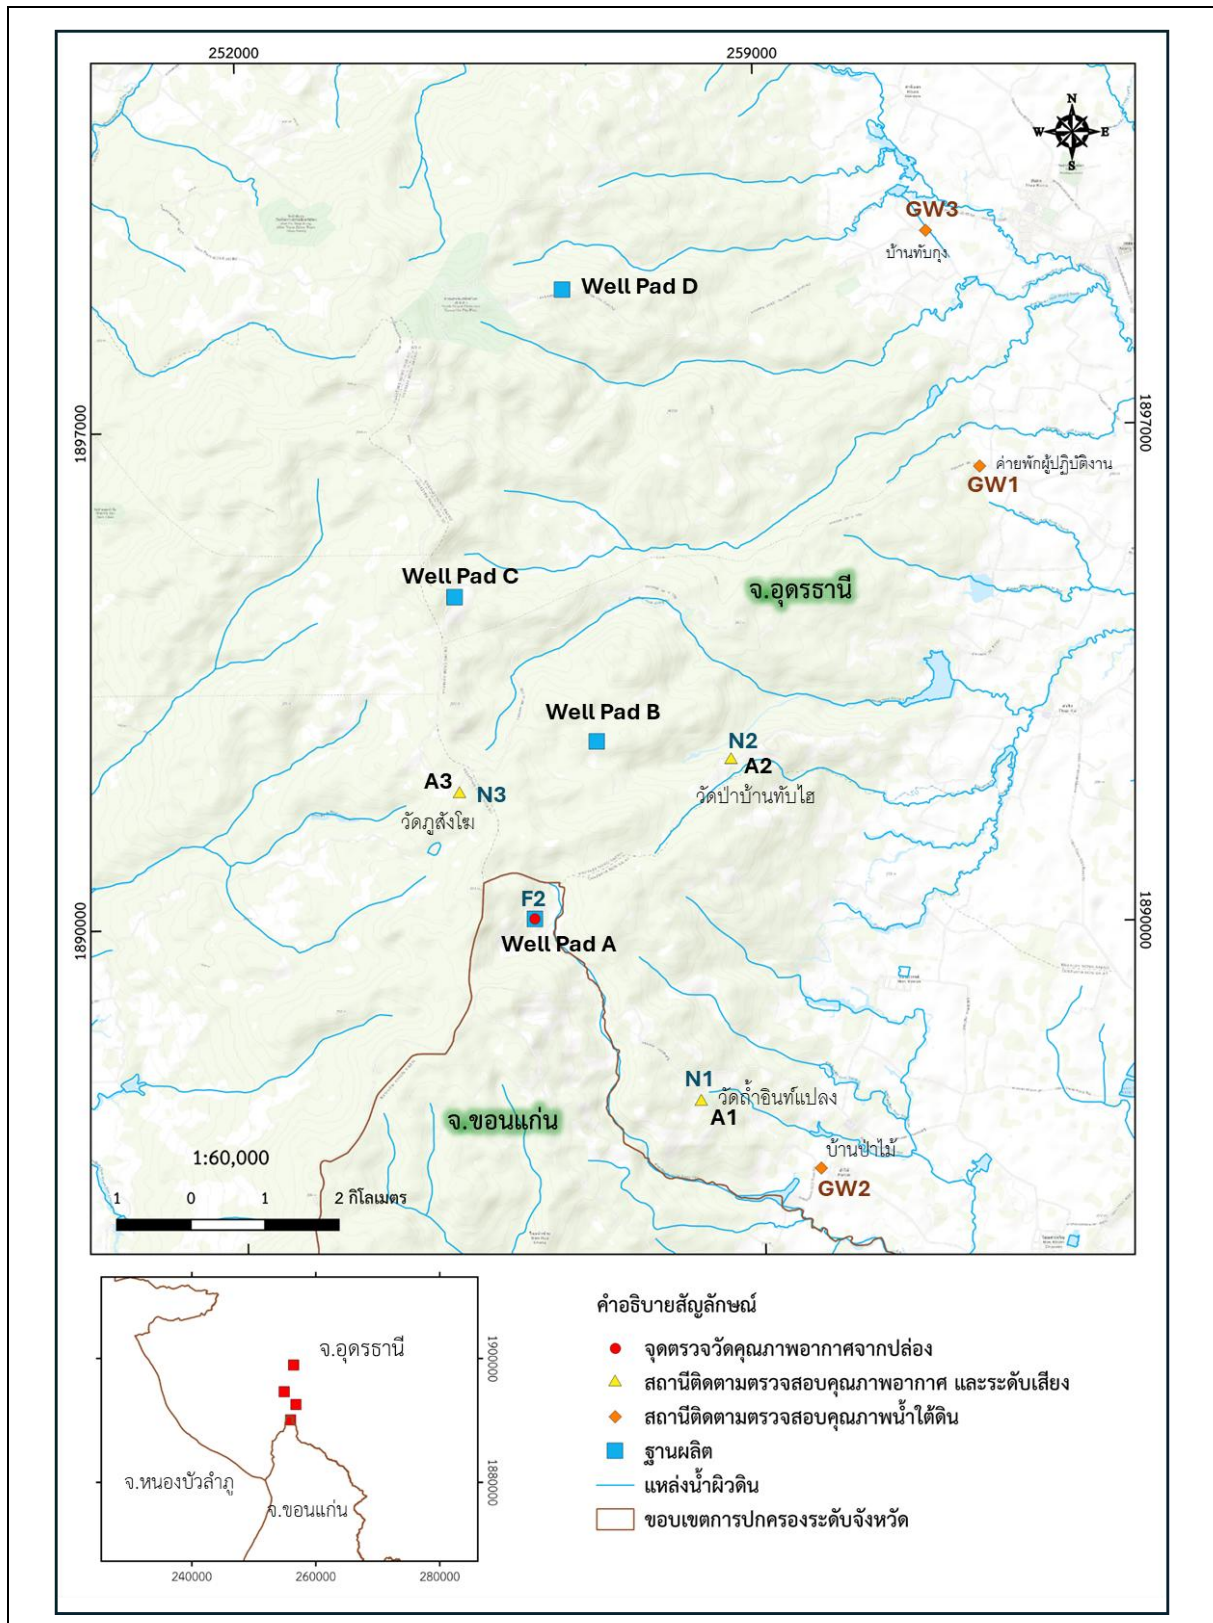 252000
259000
N
W E
S
GW3
บ้านทับกุง
Well Pad D
1897000
1897000
ค่ายพักผู้ปฏิบัติงาน
GW1
Well Pad C
จ.อุดรธานี
Well Pad B
N2
A2
วัดป่าบ้านทับไฮ
A3
N3
วัดภูสังโฆ
F2
Well Pad A
1890000
1890000
N1
วัดถ้ำอินทร์แปลง
A1
จ.ขอนแก่น
บ้านป่าไม้
GW2
1:60,000
1 0 1 2 กิโลเมตร
จ.อุดรธานี
จ.หนองบัวลำภู
จ.ขอนแก่น
1900000
1880000
240000 260000 280000
คำอธิบายสัญลักษณ์
จุดตรวจวัดคุณภาพอากาศจากปล่อง
สถานีติดตามตรวจสอบคุณภาพอากาศ และระดับเสียง
สถานีติดตามตรวจสอบคุณภาพน้ำใต้ดิน
ฐานผลิต
แหล่งน้ำผิวดิน
ขอบเขตการปกครองระดับจังหวัด